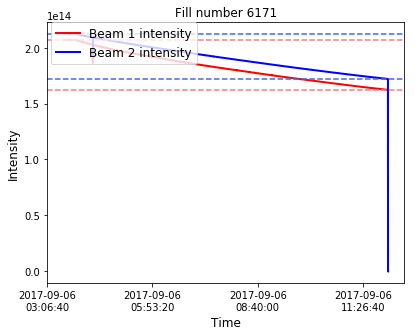 Fill number 6171
1e14
Beam 1 intensity
Beam 2 intensity
2.0
1.5
1.0
0.5
0.0
Intensity
2017-09-06
03:06:40
2017-09-06
05:53:20
2017-09-06
08:40:00
2017-09-06
11:26:40
Time